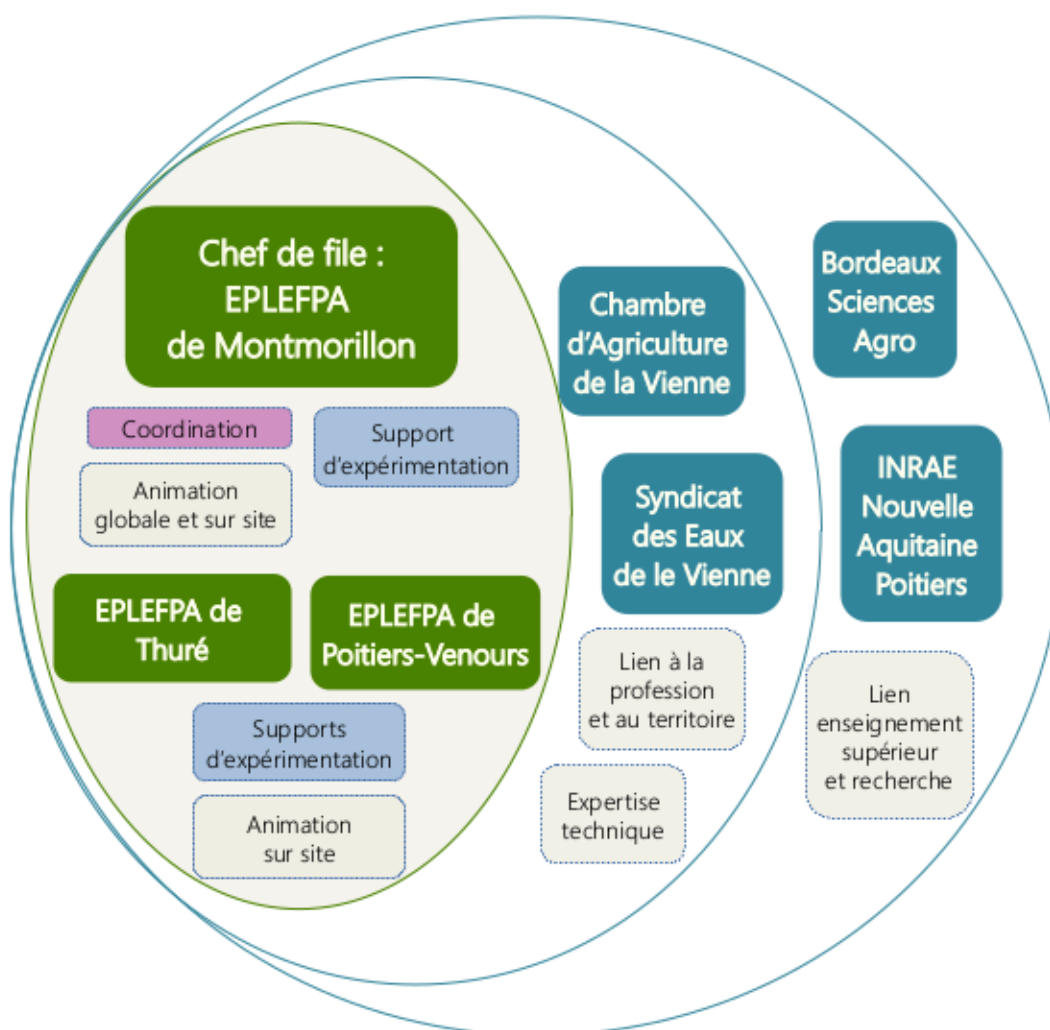 Chef de file :
EPLEFPA
de Montmorillon
Coordination
Animation
globale et sur site
Support
d'expérimentation
EPLEFPA de
Thuré
EPLEFPA de
Poitiers-Venours
Supports
d'expérimentation
Animation
sur site
Chambre
d'Agriculture
de la Vienne
Syndicat
des Eaux
de le Vienne
Lien à la
profession
et au territoire
Expertise
technique
Bordeaux
Sciences
Agro
INRAE
Nouvelle
Aquitaine
Poitiers
Lien
enseignement
supérieur
et recherche